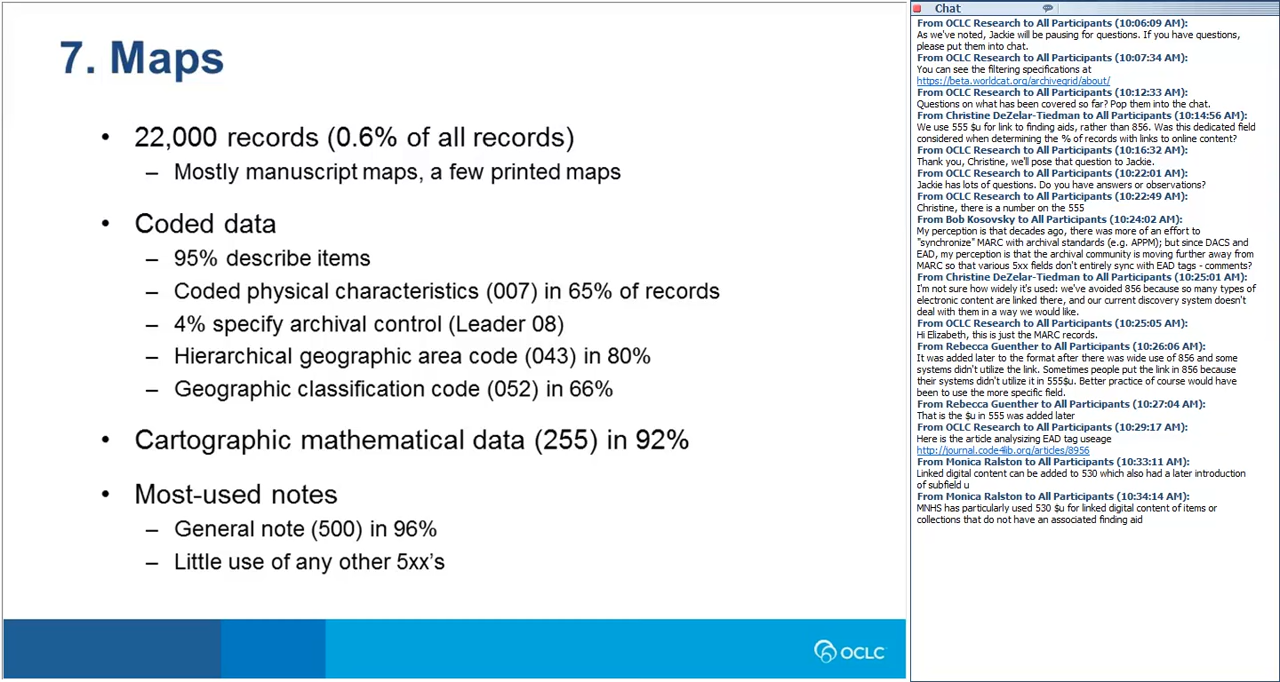 7. Maps
• 22,000 records (0.6% of all records)
– Mostly manuscript maps, a few printed maps
• Coded data
– 95% describe items
– Coded physical characteristics (007) in 65% of records
– 4% specify archival control (Leader 08)
– Hierarchical geographic area code (043) in 80%
– Geographic classification code (052) in 66%
• Cartographic mathematical data (255) in 92%
• Most-used notes
– General note (500) in 96%
– Little use of any other 5xx's
OCLC
Chat
From OCLC Research to All Participants (10:06:09 AM):
As we've noted, Jackie will be pausing for questions. If you have questions,
please put them into chat.
From OCLC Research to All Participants (10:07:34 AM):
You can see the filtering specifications at
https://beta.worldcat.org/archivegrid/about/
From OCLC Research to All Participants (10:12:33 AM):
Questions on what has been covered so far? Pop them into the chat.
From Christine DeZelar-Tiedman to All Participants (10:14:56 AM):
We use 555 $u for link to finding aids, rather than 856. Was this dedicated field
considered when determining the % of records with links to online content?
From OCLC Research to All Participants (10:16:32 AM):
Thank you, Christine, we'll pose that question to Jackie.
From OCLC Research to All Participants (10:22:01 AM):
Jackie has lots of questions. Do you have answers or observations?
From OCLC Research to All Participants (10:22:49 AM):
Christine, there is a number on the 555
From Bob Kosovsky to All Participants (10:24:02 AM):
My perception is that decades ago, there was more of an effort to
"synchronize" MARC with archival standards (e.g. APPM); but since DACS and
EAD, my perception is that the archival community is moving further away from
MARC so that various 5xx fields don't entirely sync with EAD tags - comments?
From Christine DeZelar-Tiedman to All Participants (10:25:01 AM):
I'm not sure how widely it's used: we've avoided 856 because so many types of
electronic content are linked there, and our current discovery system doesn't
deal with them in a way we would like.
From OCLC Research to All Participants (10:25:05 AM):
Hi Elizabeth, this is just the MARC records.
From Rebecca Guenther to All Participants (10:26:06 AM):
It was added later to the format after there was wide use of 856 and some
systems didn't utilize the link. Sometimes people put the link in 856 because
their systems didn't utilize it in 555$u. Better practice of course would have
been to use the more specific field.
From Rebecca Guenther to All Participants (10:27:04 AM):
That is the $u in 555 was added later
From OCLC Research to All Participants (10:29:17 AM):
Here is the article analysizing EAD tag useage
http://journal.code4lib.org/articles/8956
From Monica Ralston to All Participants (10:33:11 AM):
Linked digital content can be added to 530 which also had a later introduction
of subfield u
From Monica Ralston to All Participants (10:34:14 AM):
MNHS has particularly used 530 $u for linked digital content of items or
collections that do not have an associated finding aid